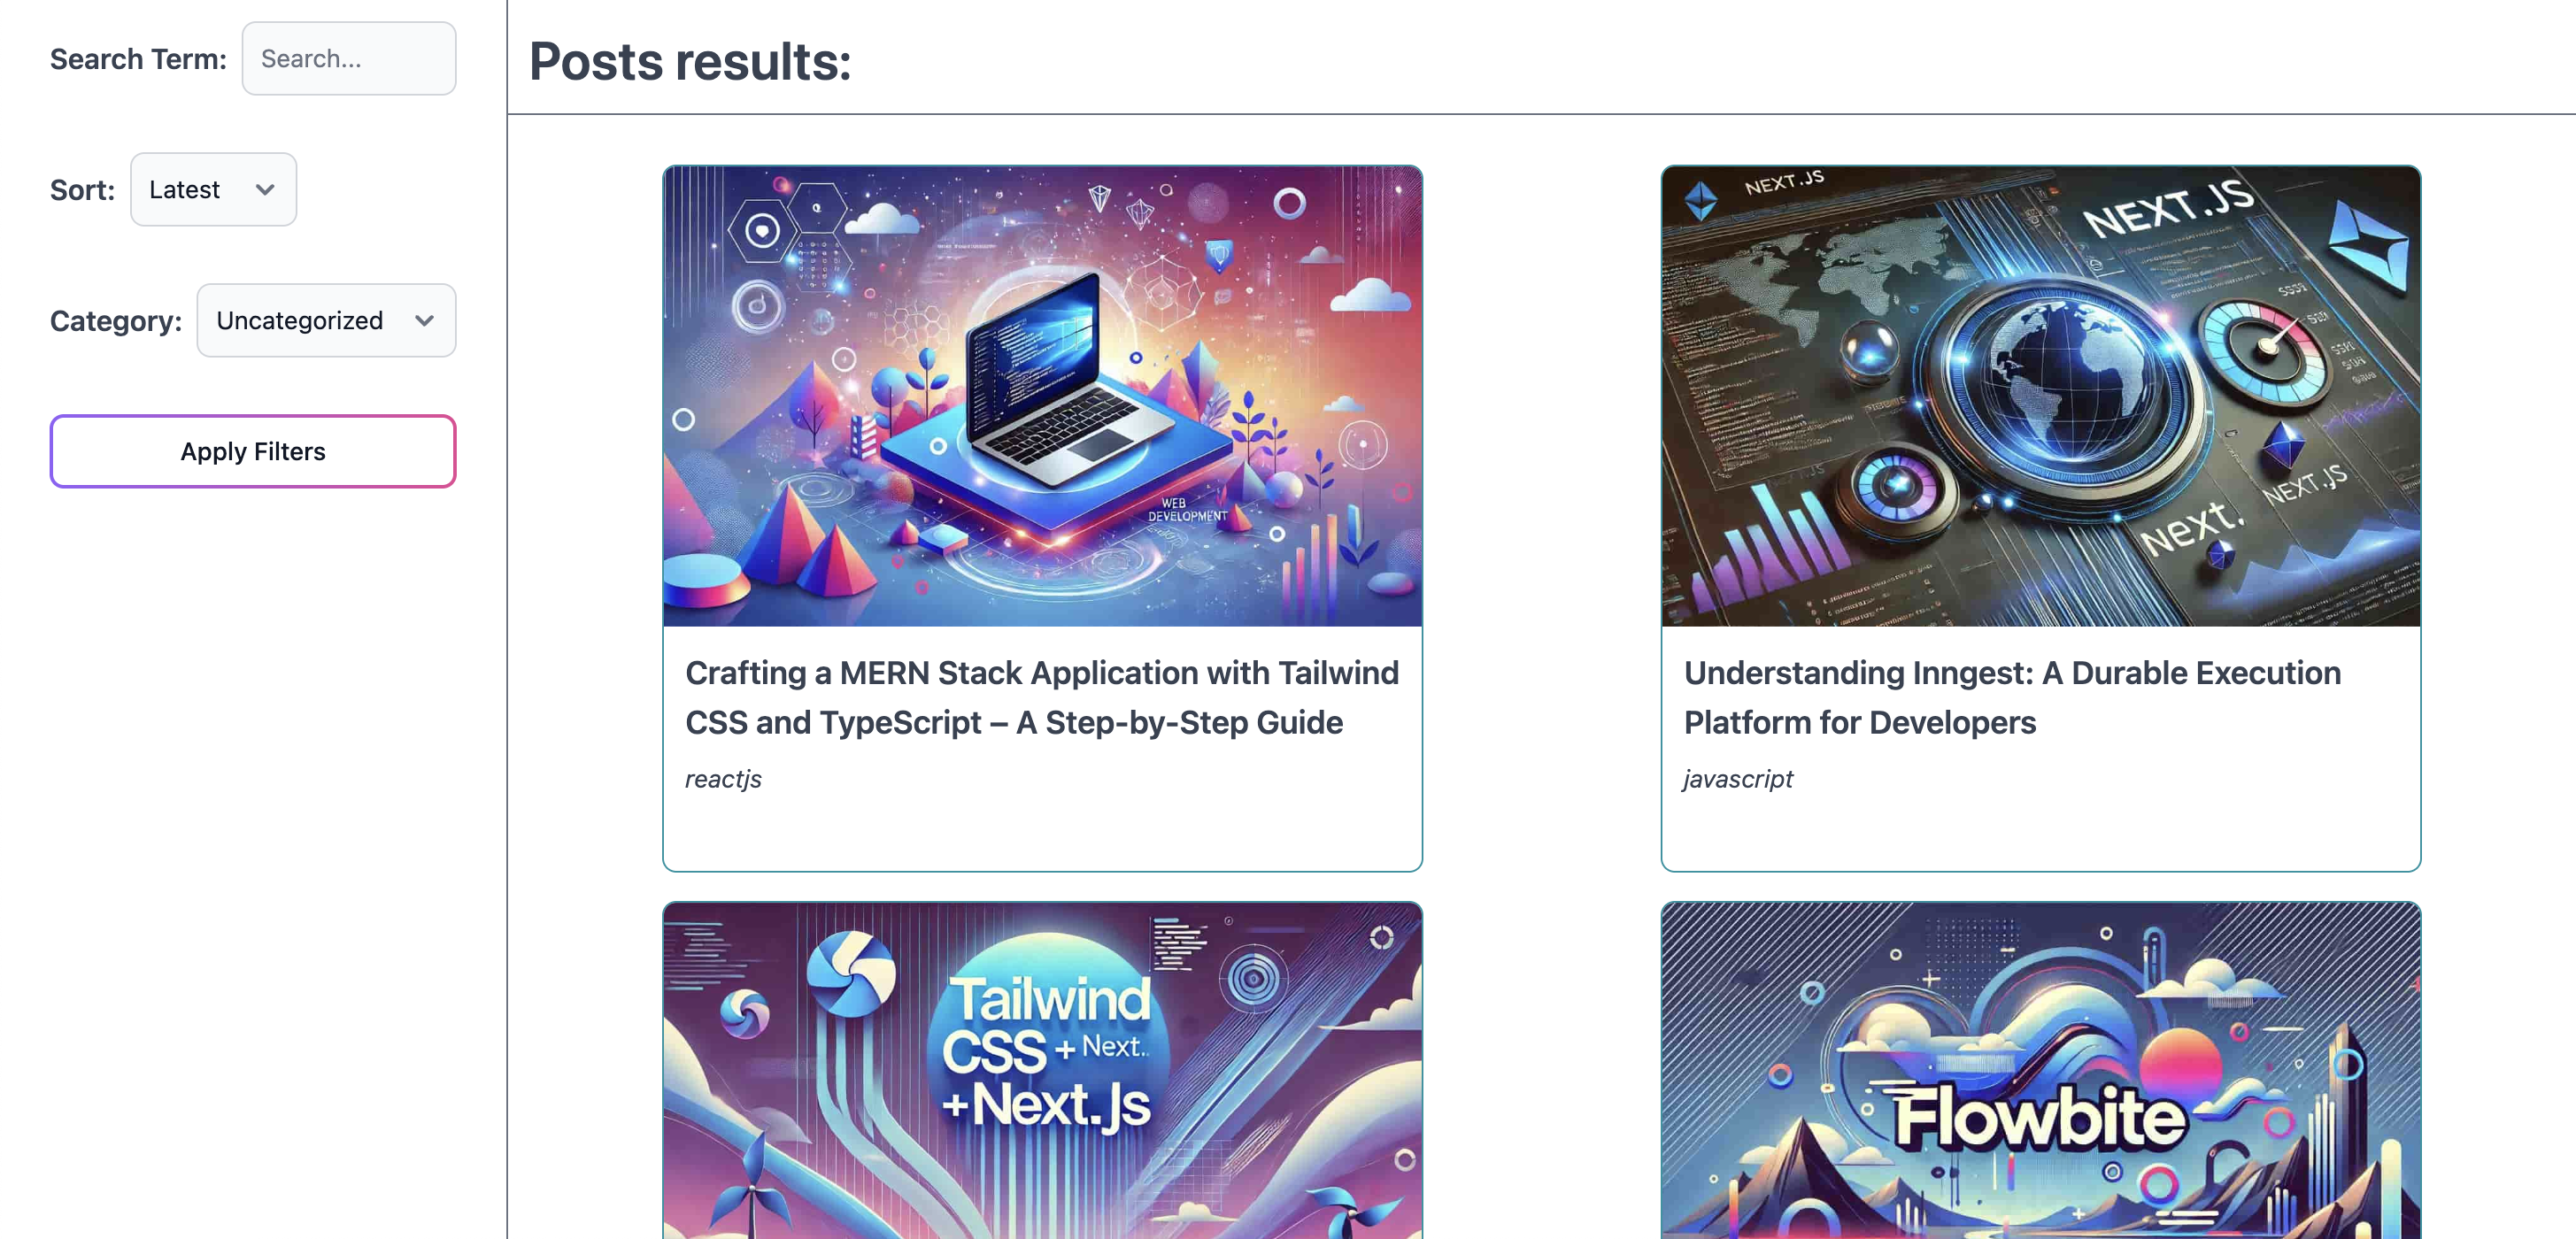 Search Term: Search...
Sort: Latest
Category: Uncategorized
Apply Filters
Posts results:
WEB
DEVELOPMENT
Crafting a MERN Stack Application with Tailwind
CSS and TypeScript – A Step-by-Step Guide
reactjs
NEXT.JS
NEXT.JS
NEXT.JS
Next.
Understanding Inngest: A Durable Execution
Platform for Developers
javascript
Tailwind
CSS + Next.
+Next.Js
Flowbite